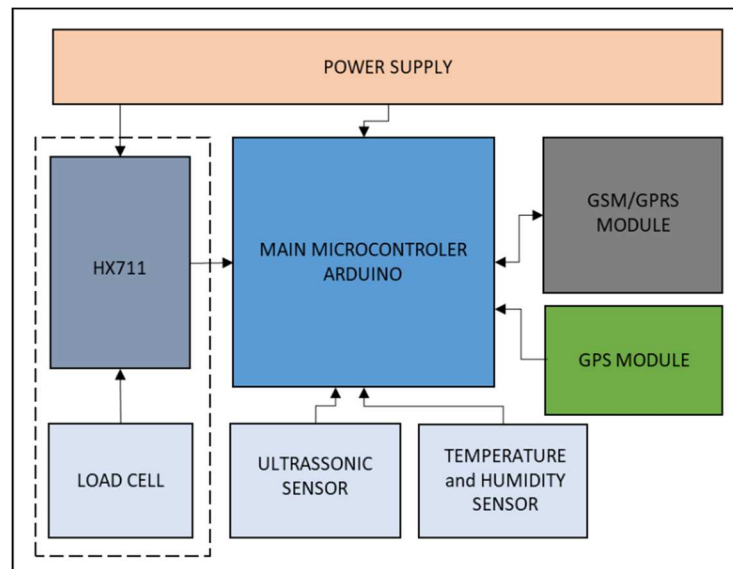 POWER SUPPLY
HX711
MAIN MICROCONTROLER
ARDUINO
GSM/GPRS
MODULE
GPS MODULE
LOAD CELL
ULTRASSONIC
SENSOR
TEMPERATURE
and HUMIDITY
SENSOR